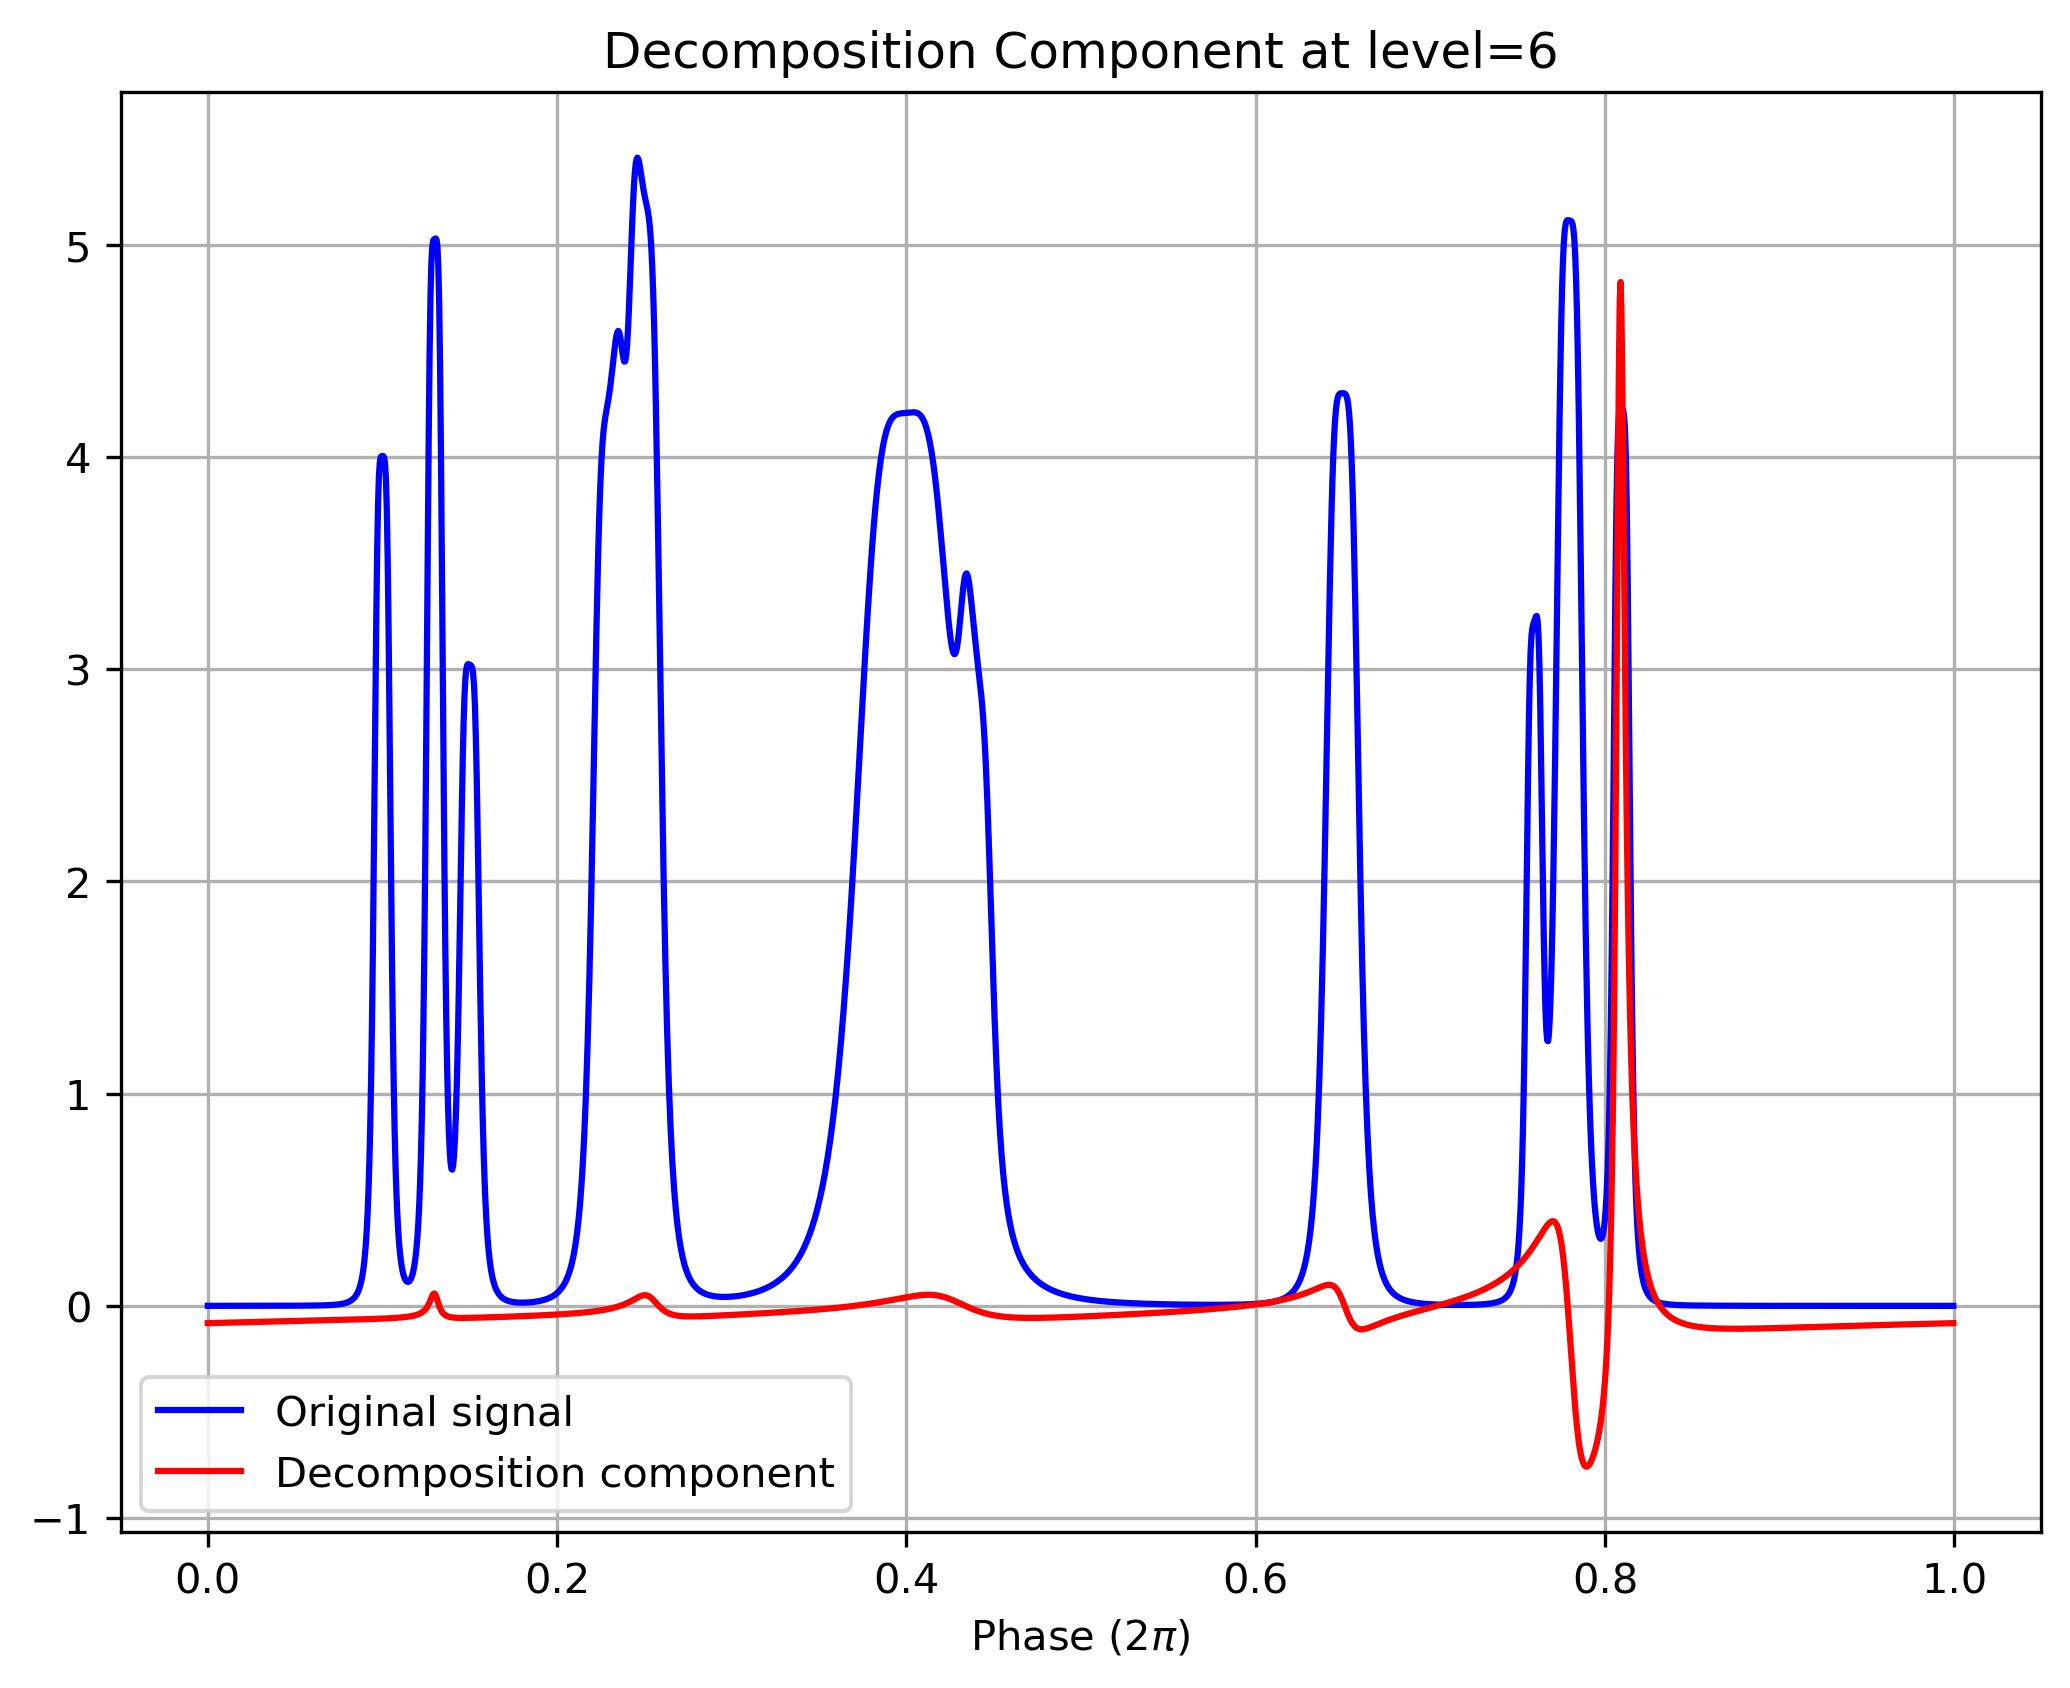 Decomposition Component at level=6
5
4
3
2
1
0
−1
Original signal
Decomposition component
0.0 0.2 0.4 0.6 0.8 1.0
Phase (2π)